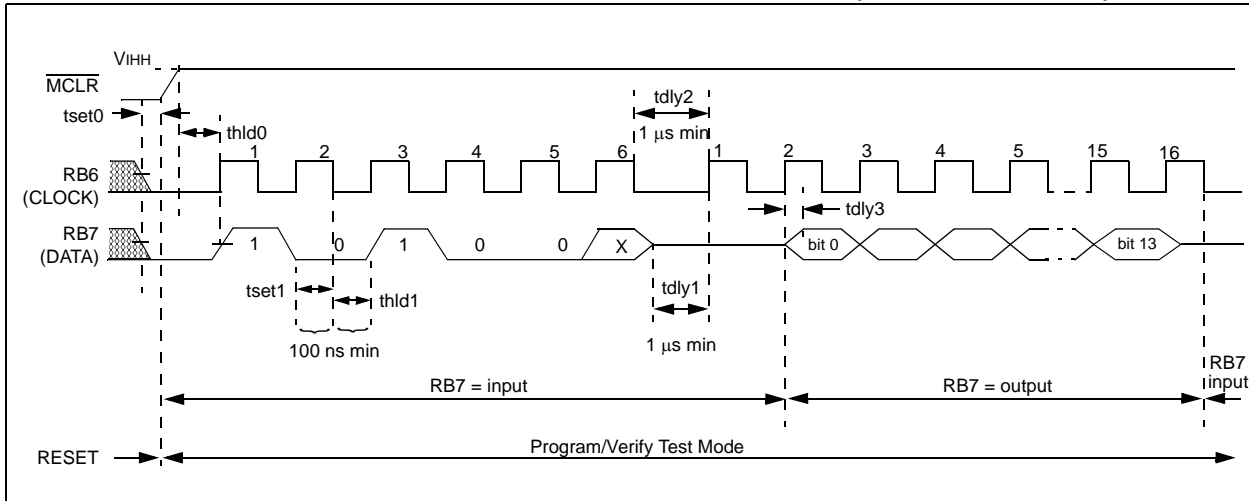 VIHH
MCLR
tset0
thld0
tdly2
1 μs min
1 2 3 4 5 6 1 2 3 4 5 15 16
RB6
(CLOCK)
tdly3
RB7
(DATA)
1 0 1 0 0 X bit 0 bit 13
tset1
thld1
tdly1
100 ns min
1 μs min
RB7 = input
RB7 = output
RB7
input
RESET
Program/Verify Test Mode